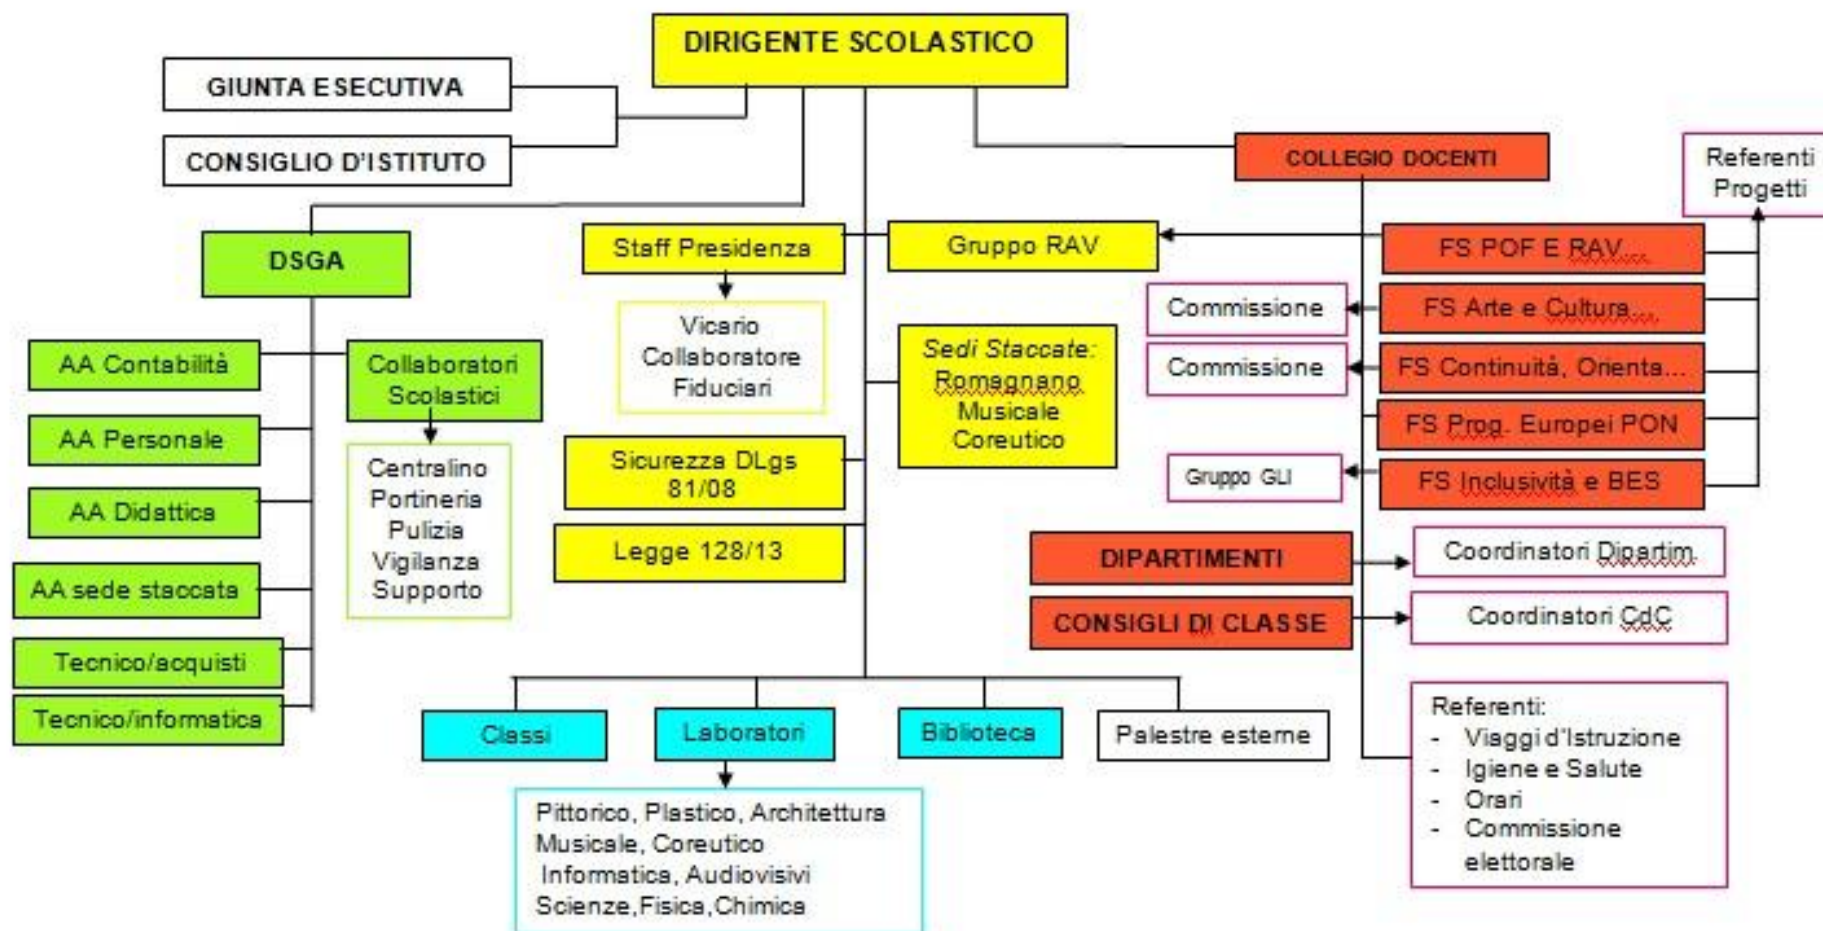 DIRIGENTE SCOLASTICO
GIUNTA ESECUTIVA
CONSIGLIO D'ISTITUTO
COLLEGIO DOCENTI
Referenti
Progetti
DSGA
Staff Presidenza
Gruppo RAV
FS POF E RAV....
Vicario
Collaboratore
Fiduciari
Sedi Staccate:
Romagnano
Musicale
Coreutico
Commissione
FS Arte e Cultura...
Commissione
FS Continuità, Orienta...
FS Prog. Europei PON
Gruppo GLI
FS Inclusività e BES
AA Contabilità
Collaboratori
Scolastici
AA Personale
Centralino
Portineria
Pulizia
Vigilanza
Supporto
AA Didattica
AA sede staccata
Tecnico/acquisti
Tecnico/informatica
Sicurezza DLgs
81/08
Legge 128/13
DIPARTIMENTI
Coordinatori Dipartim.
CONSIGLI DI CLASSE
Coordinatori CdC
Classi
Laboratori
Biblioteca
Palestre esterne
Pittorico, Plastico, Architettura
Musicale, Coreutico
Informatica, Audiovisivi
Scienze,Fisica,Chimica
Referenti:
- Viaggi d'Istruzione
- Igiene e Salute
- Orari
- Commissione
elettorale